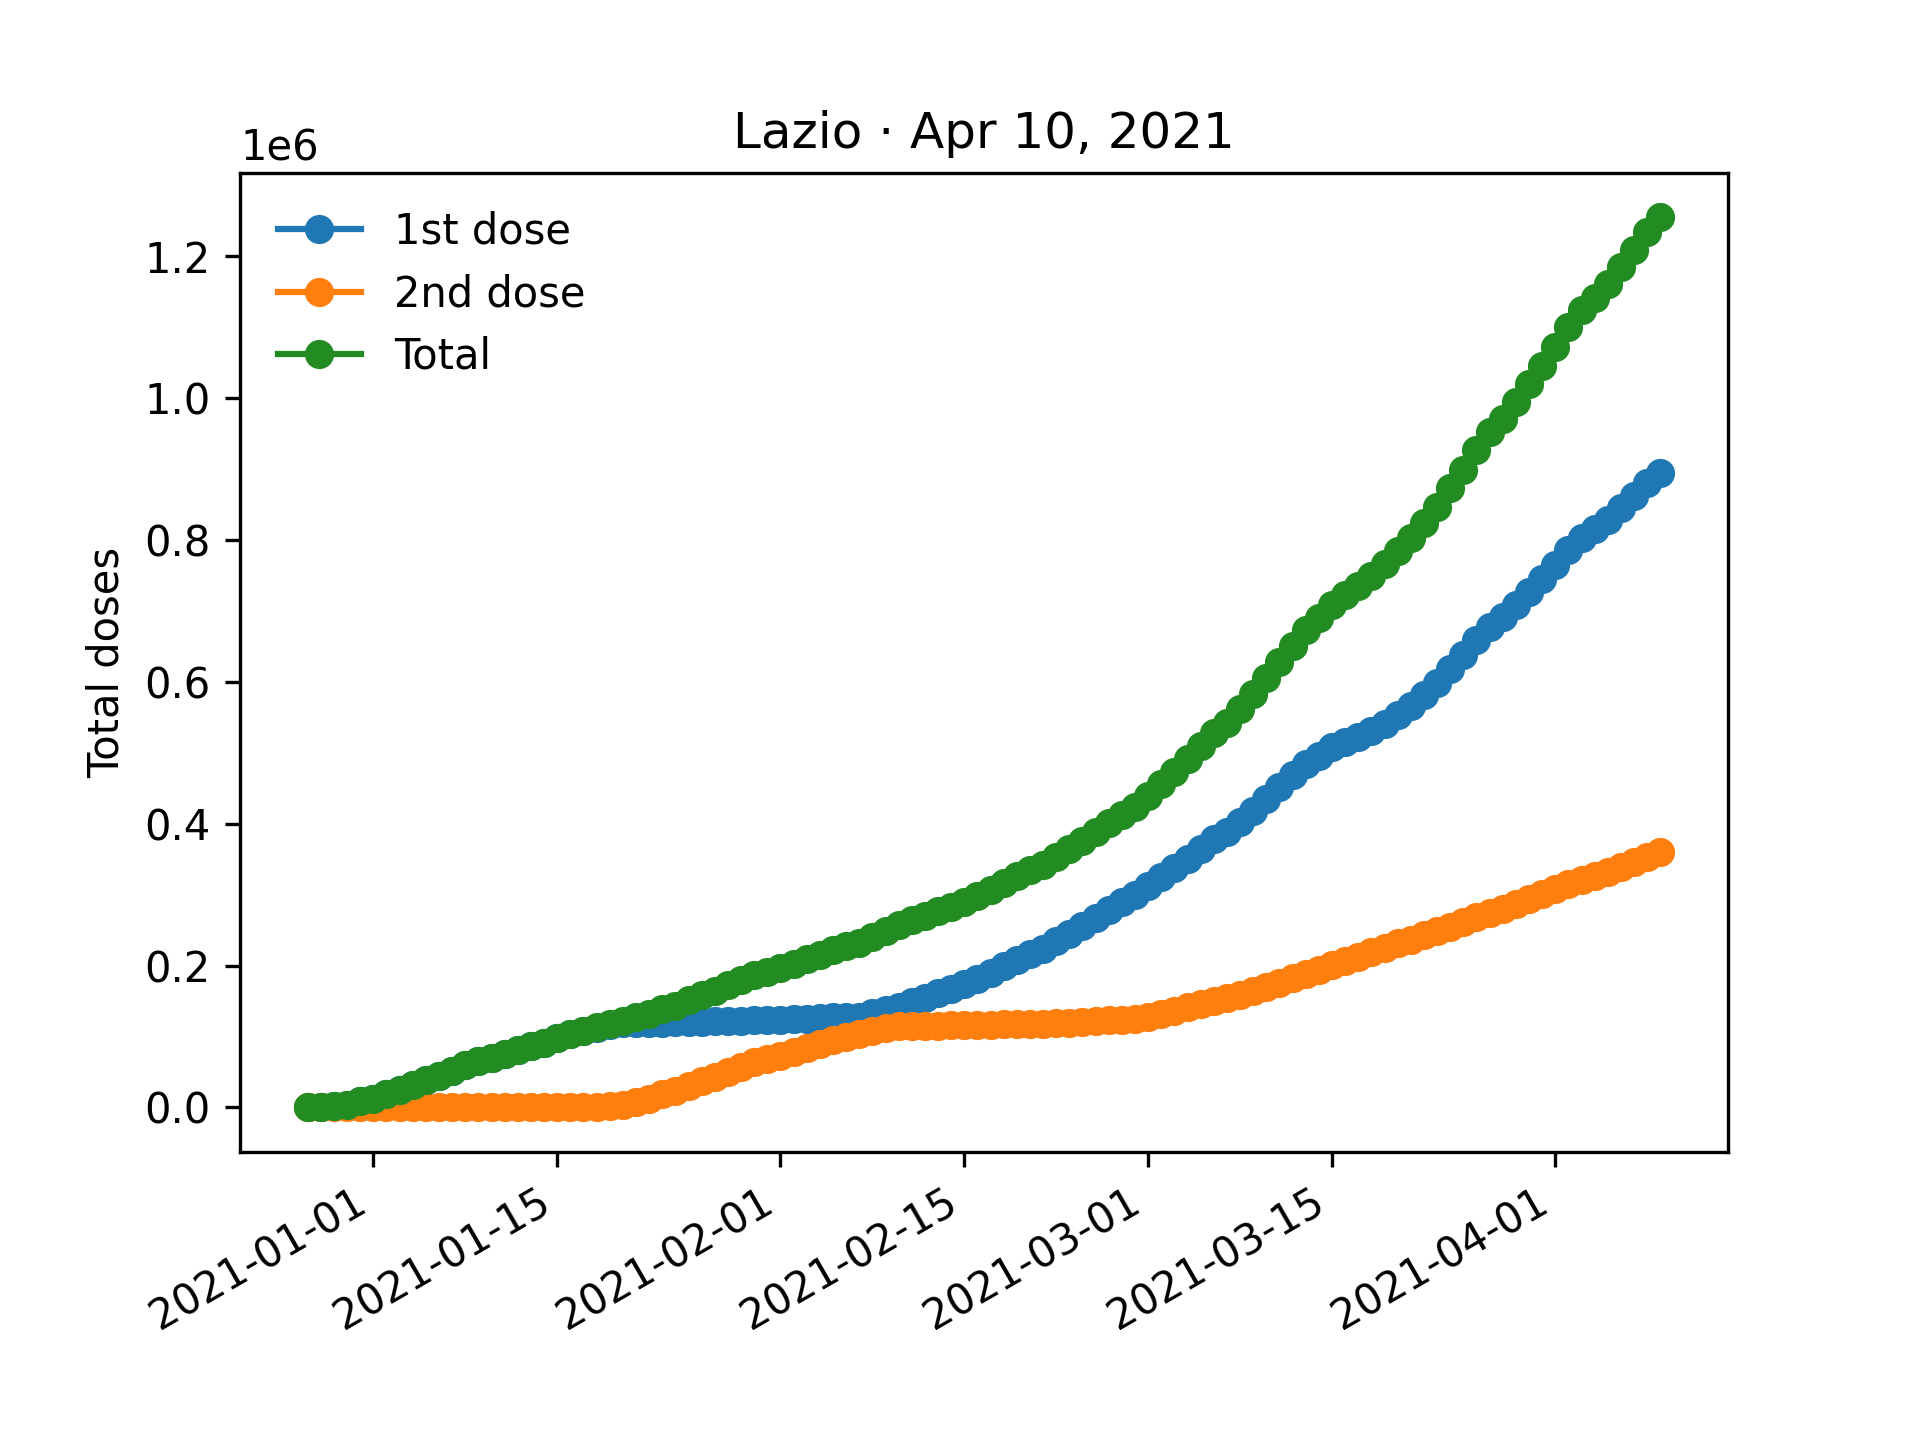 Lazio · Apr 10, 2021
1e6
1st dose
2nd dose
Total
Total doses
1.2
1.0
0.8
0.6
0.4
0.2
0.0
2021-01-01
2021-01-15
2021-02-01
2021-02-15
2021-03-01
2021-03-15
2021-04-01